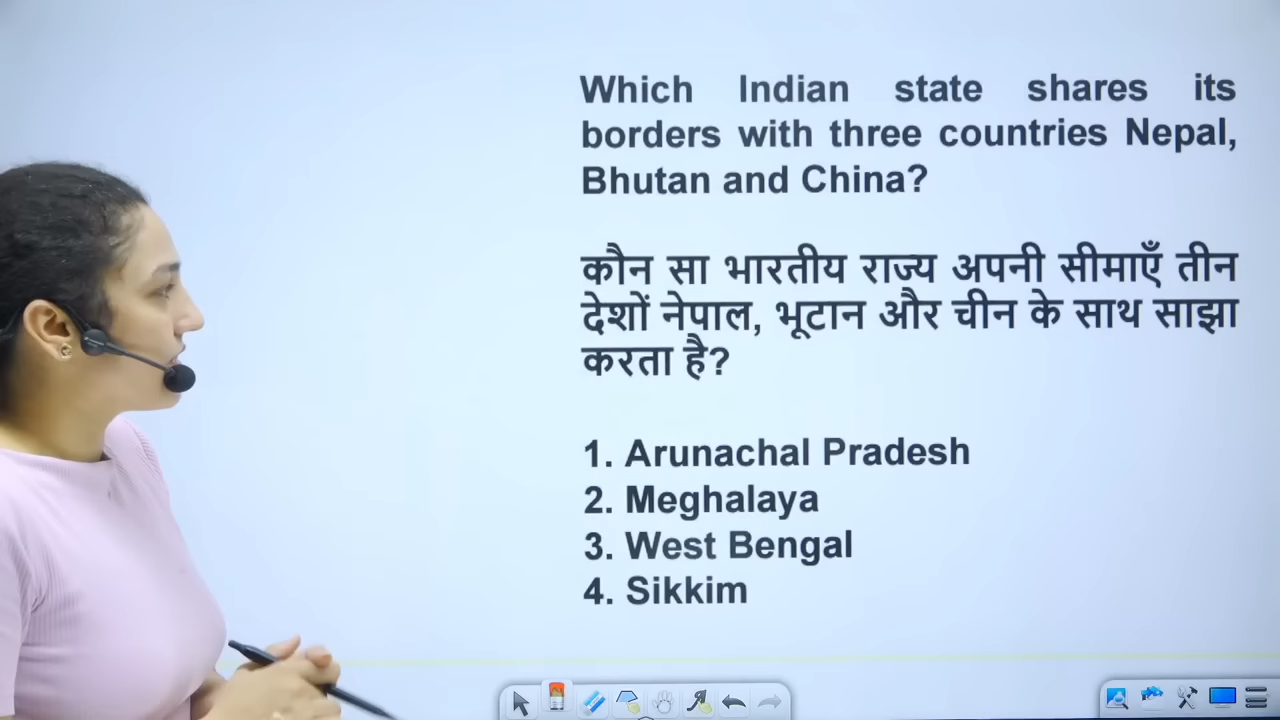 Which Indian state shares its
borders with three countries Nepal,
Bhutan and China?
कौन सा भारतीय राज्य अपनी सीमाएँ तीन
देशों नेपाल, भूटान और चीन के साथ साझा
करता है?
1. Arunachal Pradesh
2. Meghalaya
3. West Bengal
4. Sikkim